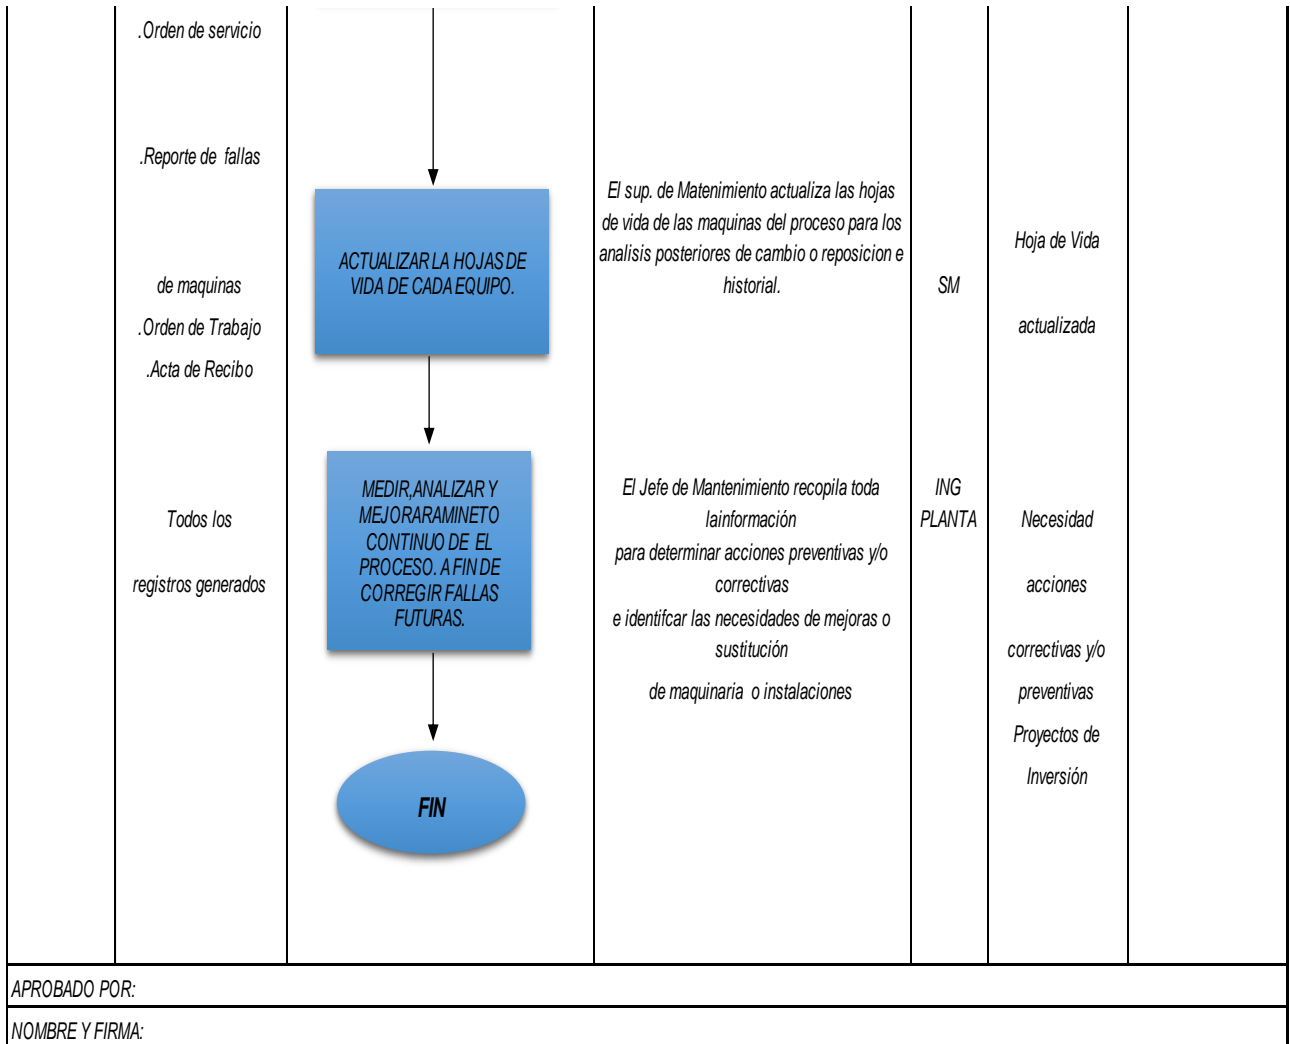 .Orden de servicio
.Reporte de fallas
de maquinas
.Orden de Trabajo
.Acta de Recibo
ACTUALIZAR LA HOJAS DE
VIDA DE CADA EQUIPO.
El sup. de Matenimiento actualiza las hojas
de vida de las maquinas del proceso para los
analisis posteriores de cambio o reposicion e
historial.
SM
Hoja de Vida
actualizada
Todos los
registros generados
MEDIR,ANALIZAR Y
MEJORARAMINETO
CONTINUO DE EL
PROCESO. A FIN DE
CORREGIR FALLAS
FUTURAS.
El Jefe de Mantenimiento recopila toda
lainformación
para determinar acciones preventivas y/o
correctivas
e identifcar las necesidades de mejoras o
sustitución
de maquinaria o instalaciones
ING
PLANTA
Necesidad
acciones
correctivas y/o
preventivas
Proyectos de
Inversión
FIN
APROBADO POR:
NOMBRE Y FIRMA: